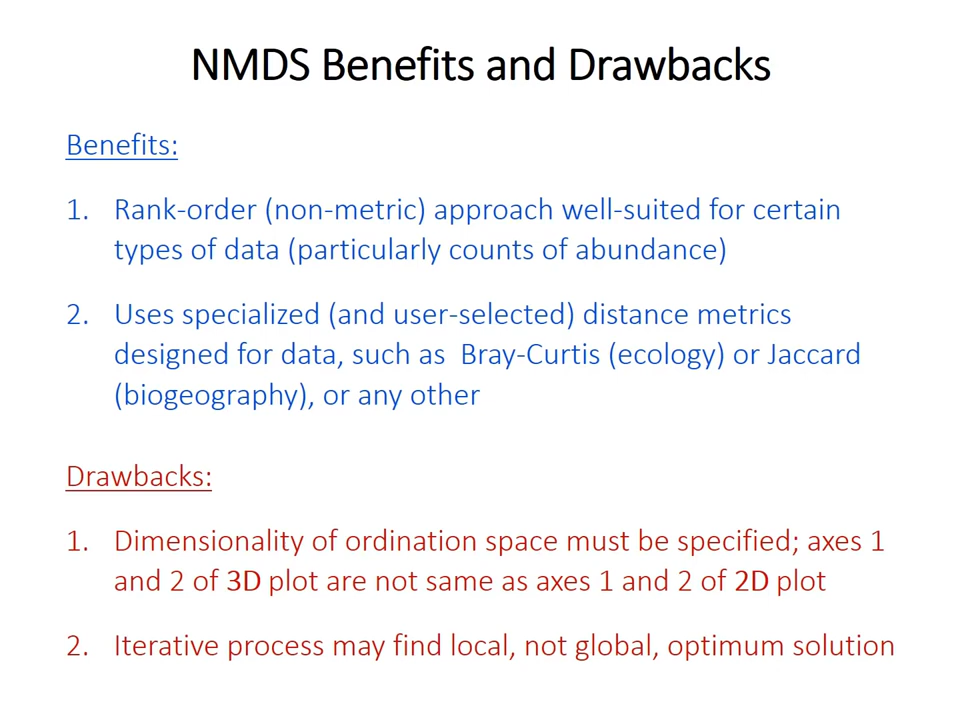 NMDS Benefits and Drawbacks
Benefits:
1. Rank-order (non-metric) approach well-suited for certain
types of data (particularly counts of abundance)
2. Uses specialized (and user-selected) distance metrics
designed for data, such as  Bray-Curtis (ecology) or Jaccard
(biogeography), or any other
Drawbacks:
1. Dimensionality of ordination space must be specified; axes 1
and 2 of 3D plot are not same as axes 1 and 2 of 2D plot
2. Iterative process may find local, not global, optimum solution